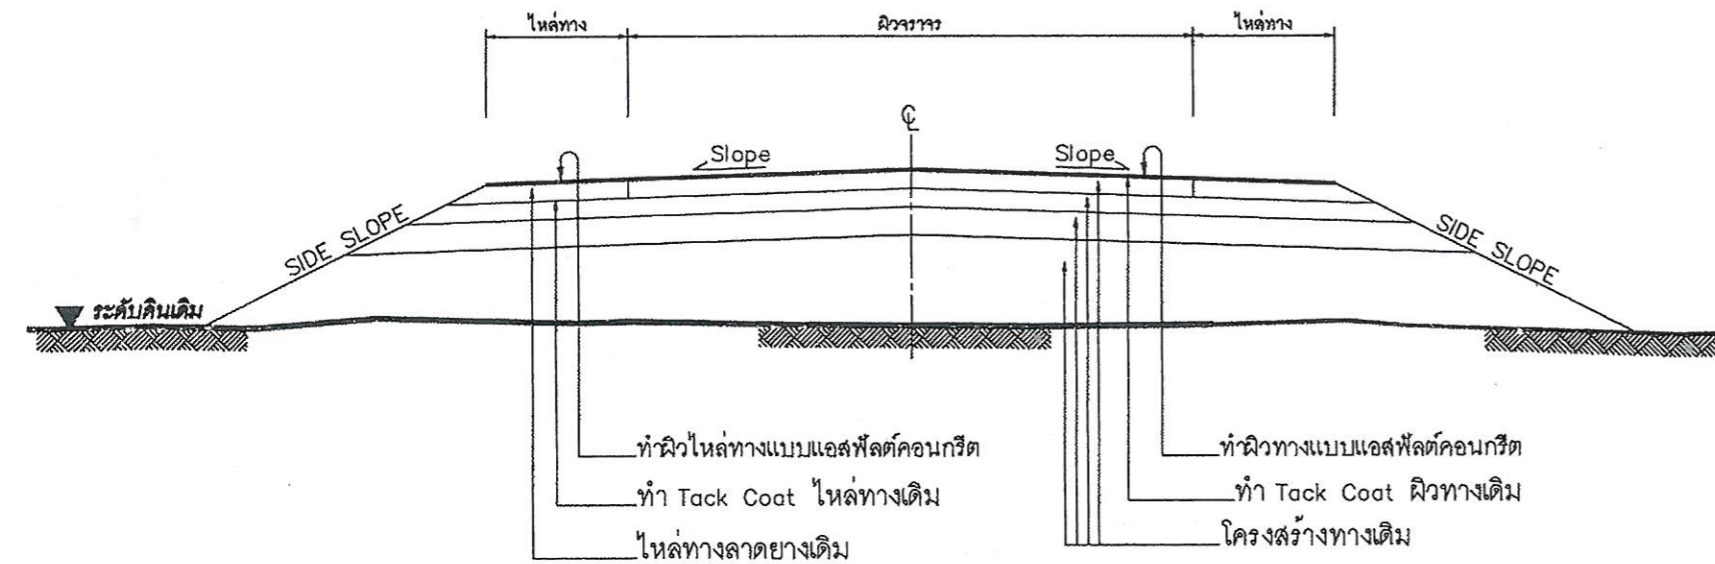 ไหล่ทาง ผิวจราจร ไหล่ทาง
℄
Slope Slope
SIDE SLOPE SIDE SLOPE
ระดับดินเดิม
ทำผิวไหล่ทางแบบแอสฟัลต์คอนกรีต ทำผิวทางแบบแอสฟัลต์คอนกรีต
ทำ Tack Coat ไหล่ทางเดิม ทำ Tack Coat ผิวทางเดิม
ไหล่ทางลาดยางเดิม โครงสร้างทางเดิม